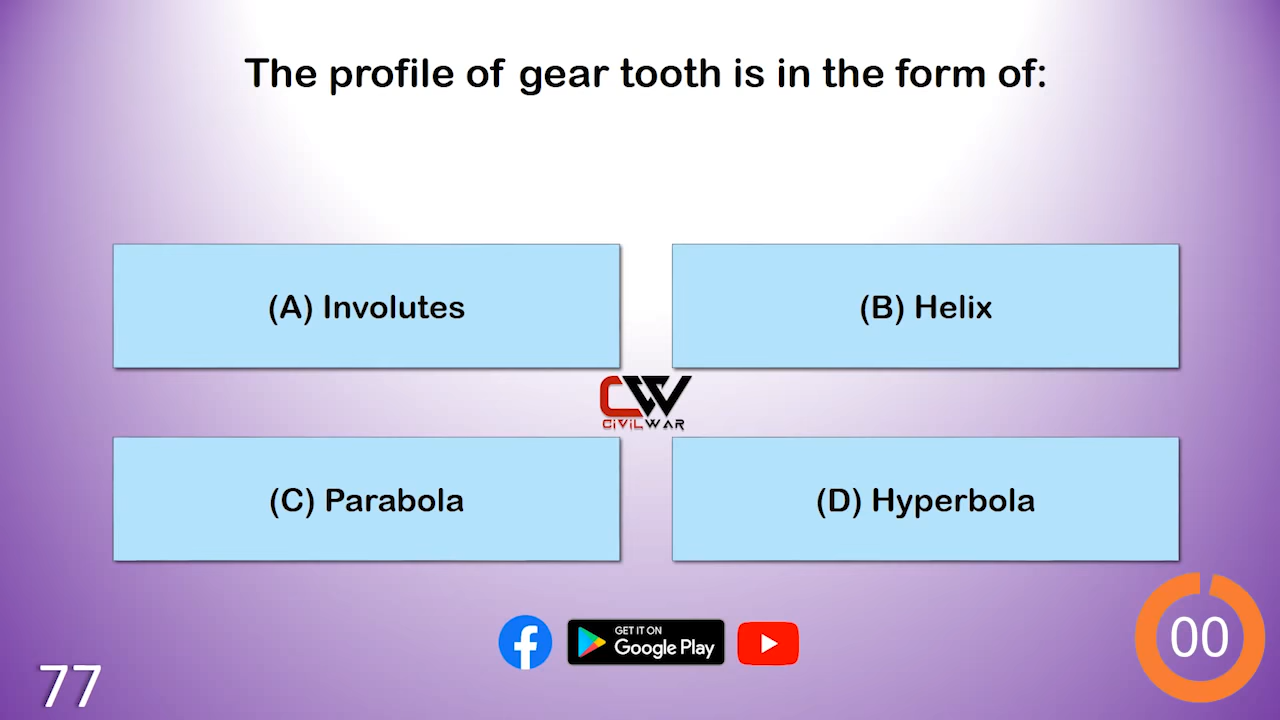 The profile of gear tooth is in the form of:
(A) Involutes
(B) Helix
CW
CiViLWAR
(C) Parabola
(D) Hyperbola
f
GET IT ON
Google Play
00
77